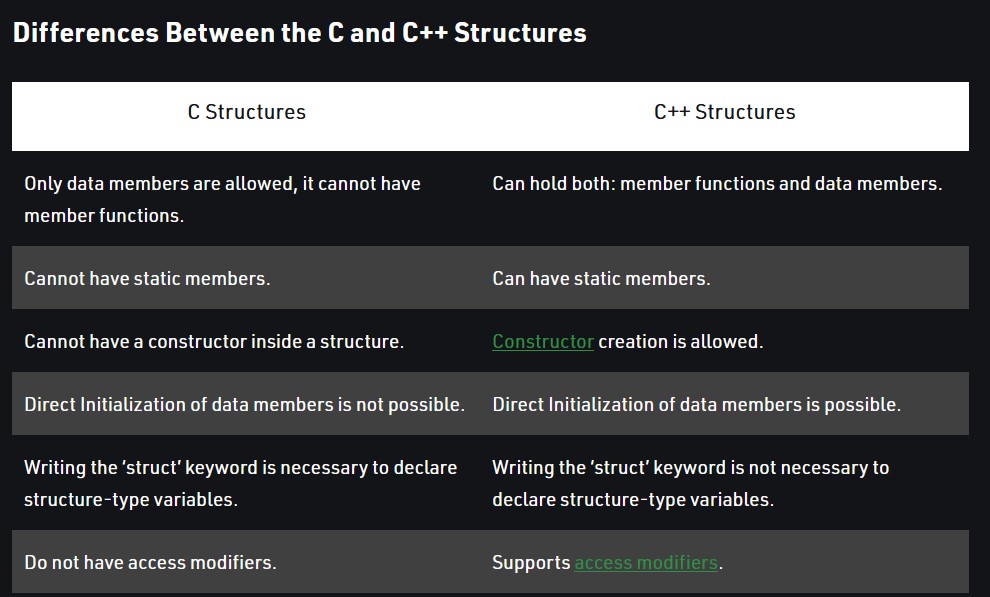 Differences Between the C and C++ Structures
C Structures
C++ Structures
Only data members are allowed, it cannot have
member functions.
Can hold both: member functions and data members.
Cannot have static members.
Can have static members.
Cannot have a constructor inside a structure.
Constructor creation is allowed.
Direct Initialization of data members is not possible.
Direct Initialization of data members is possible.
Writing the ‘struct’ keyword is necessary to declare
structure-type variables.
Writing the ‘struct’ keyword is not necessary to
declare structure-type variables.
Do not have access modifiers.
Supports access modifiers.